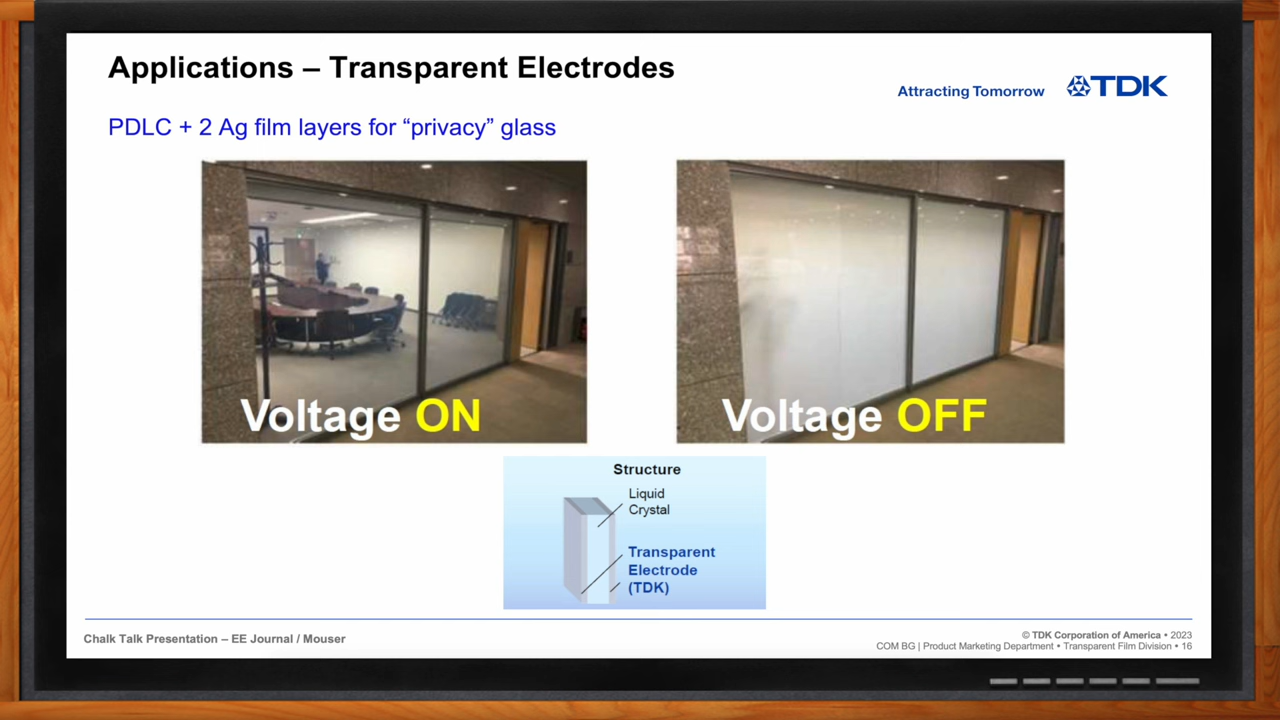 Applications – Transparent Electrodes
Attracting Tomorrow
TDK
PDLC + 2 Ag film layers for “privacy” glass
Voltage ON
Voltage OFF
Structure
Liquid
Crystal
Transparent
Electrode
(TDK)
Chalk Talk Presentation – EE Journal / Mouser
© TDK Corporation of America • 2023
COM BG | Product Marketing Department • Transparent Film Division • 16